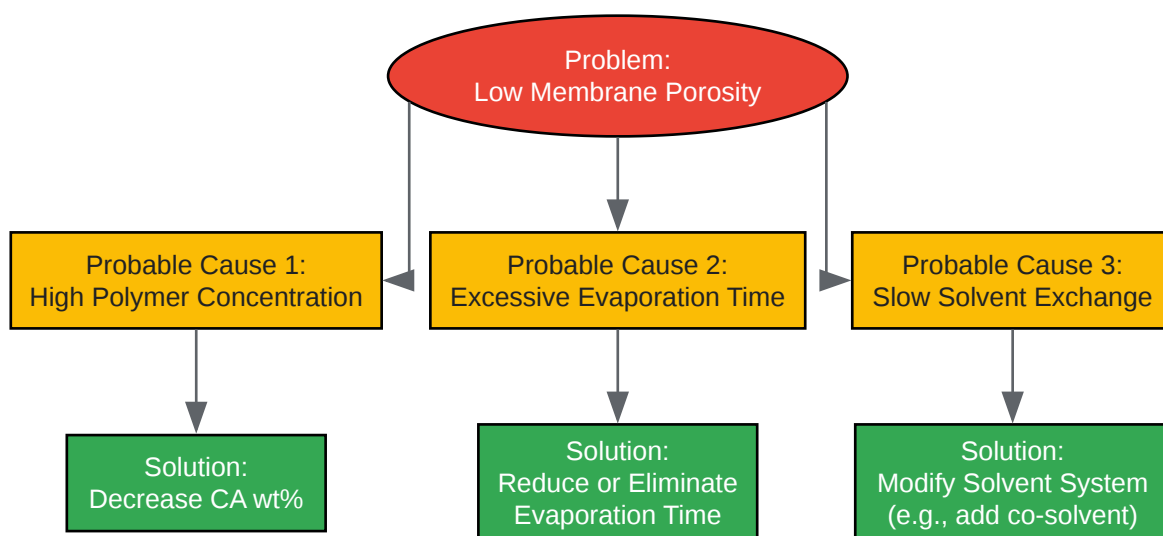 Problem:
Low Membrane Porosity
Probable Cause 1:
High Polymer Concentration
Probable Cause 2:
Excessive Evaporation Time
Probable Cause 3:
Slow Solvent Exchange
Solution:
Decrease CA wt%
Solution:
Reduce or Eliminate
Evaporation Time
Solution:
Modify Solvent System
(e.g., add co-solvent)